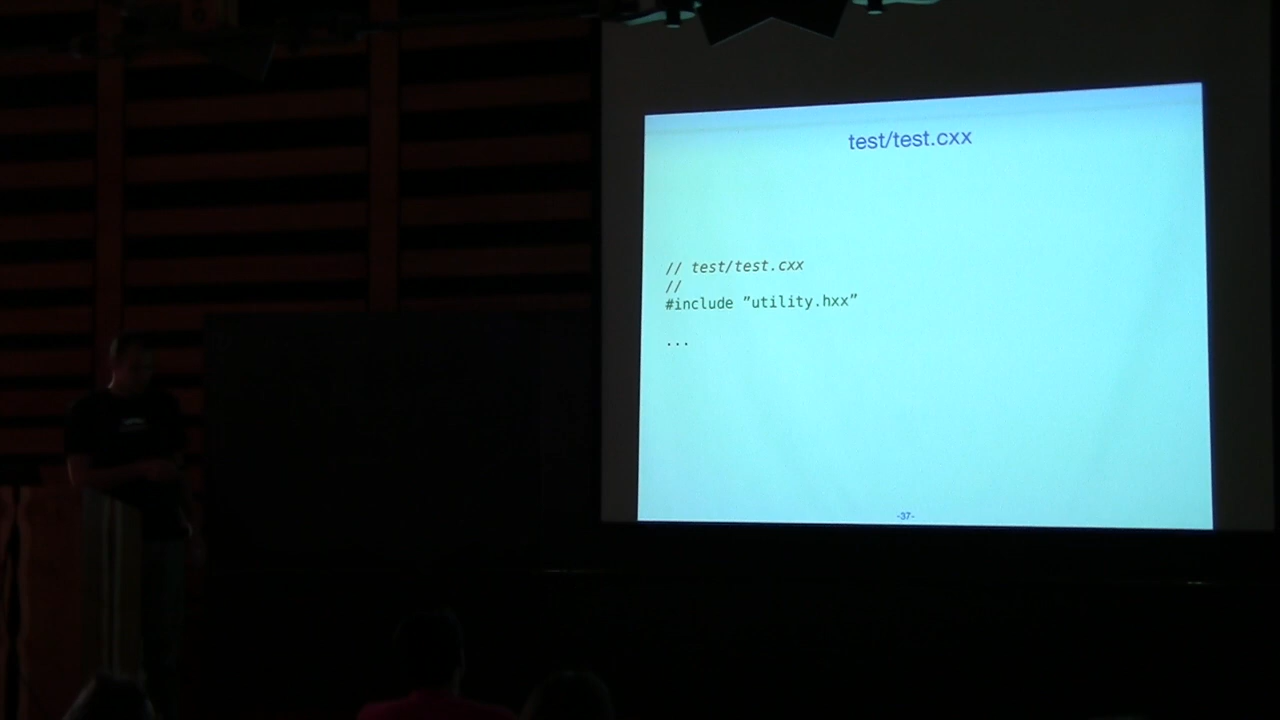 test/test.cxx
// test/test.cxx
//
#include ”utility.hxx”
...
-37-